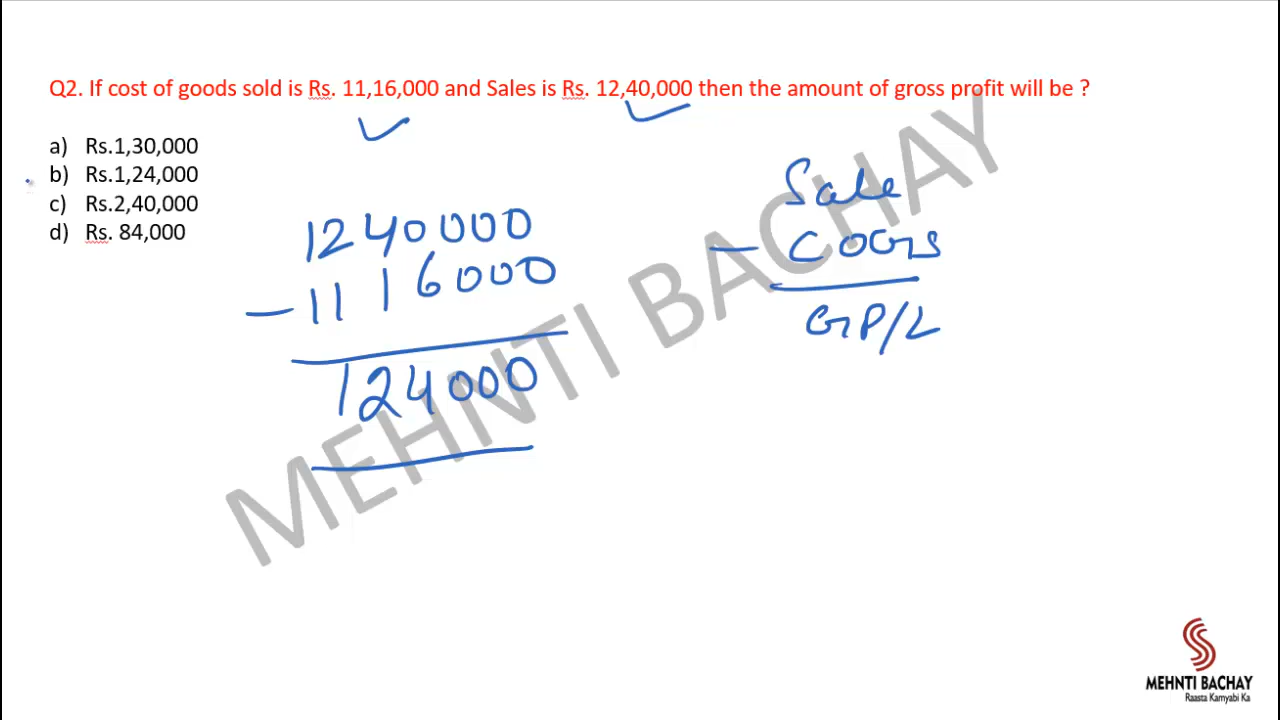 Q2. If cost of goods sold is Rs. 11,16,000 and Sales is Rs. 12,40,000 then the amount of gross profit will be ?
a) Rs.1,30,000
b) Rs.1,24,000
c) Rs.2,40,000
d) Rs. 84,000
1240000
- 1116000
124000
Sale
- COGS
GP/L
MEHNTI BACHAY
MEHNTI BACHAY
Raasta Kamyabi Ka